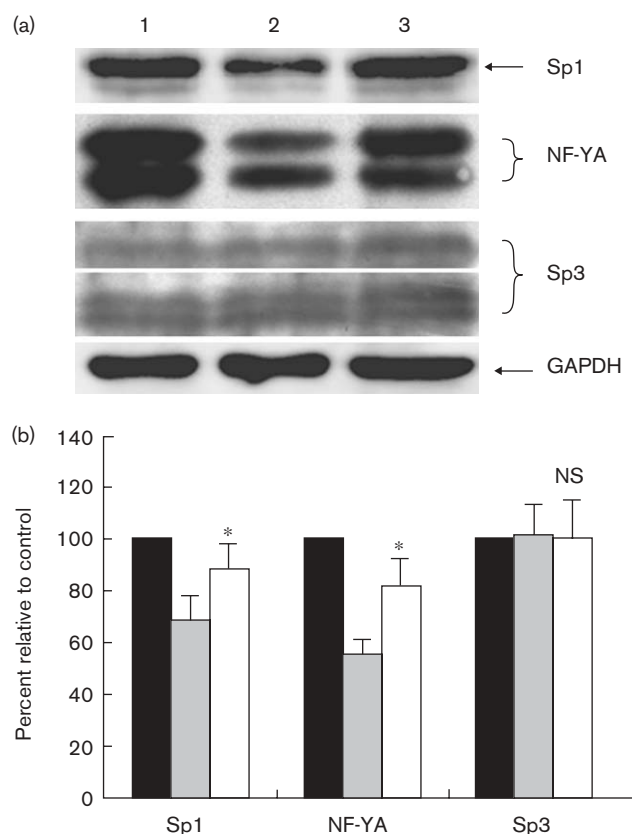 (a)
1 2 3
Sp1
NF-YA
Sp3
GAPDH
(b)
Percent relative to control
140
120
100
80
60
40
20
0
*
*
NS
Sp1 NF-YA Sp3